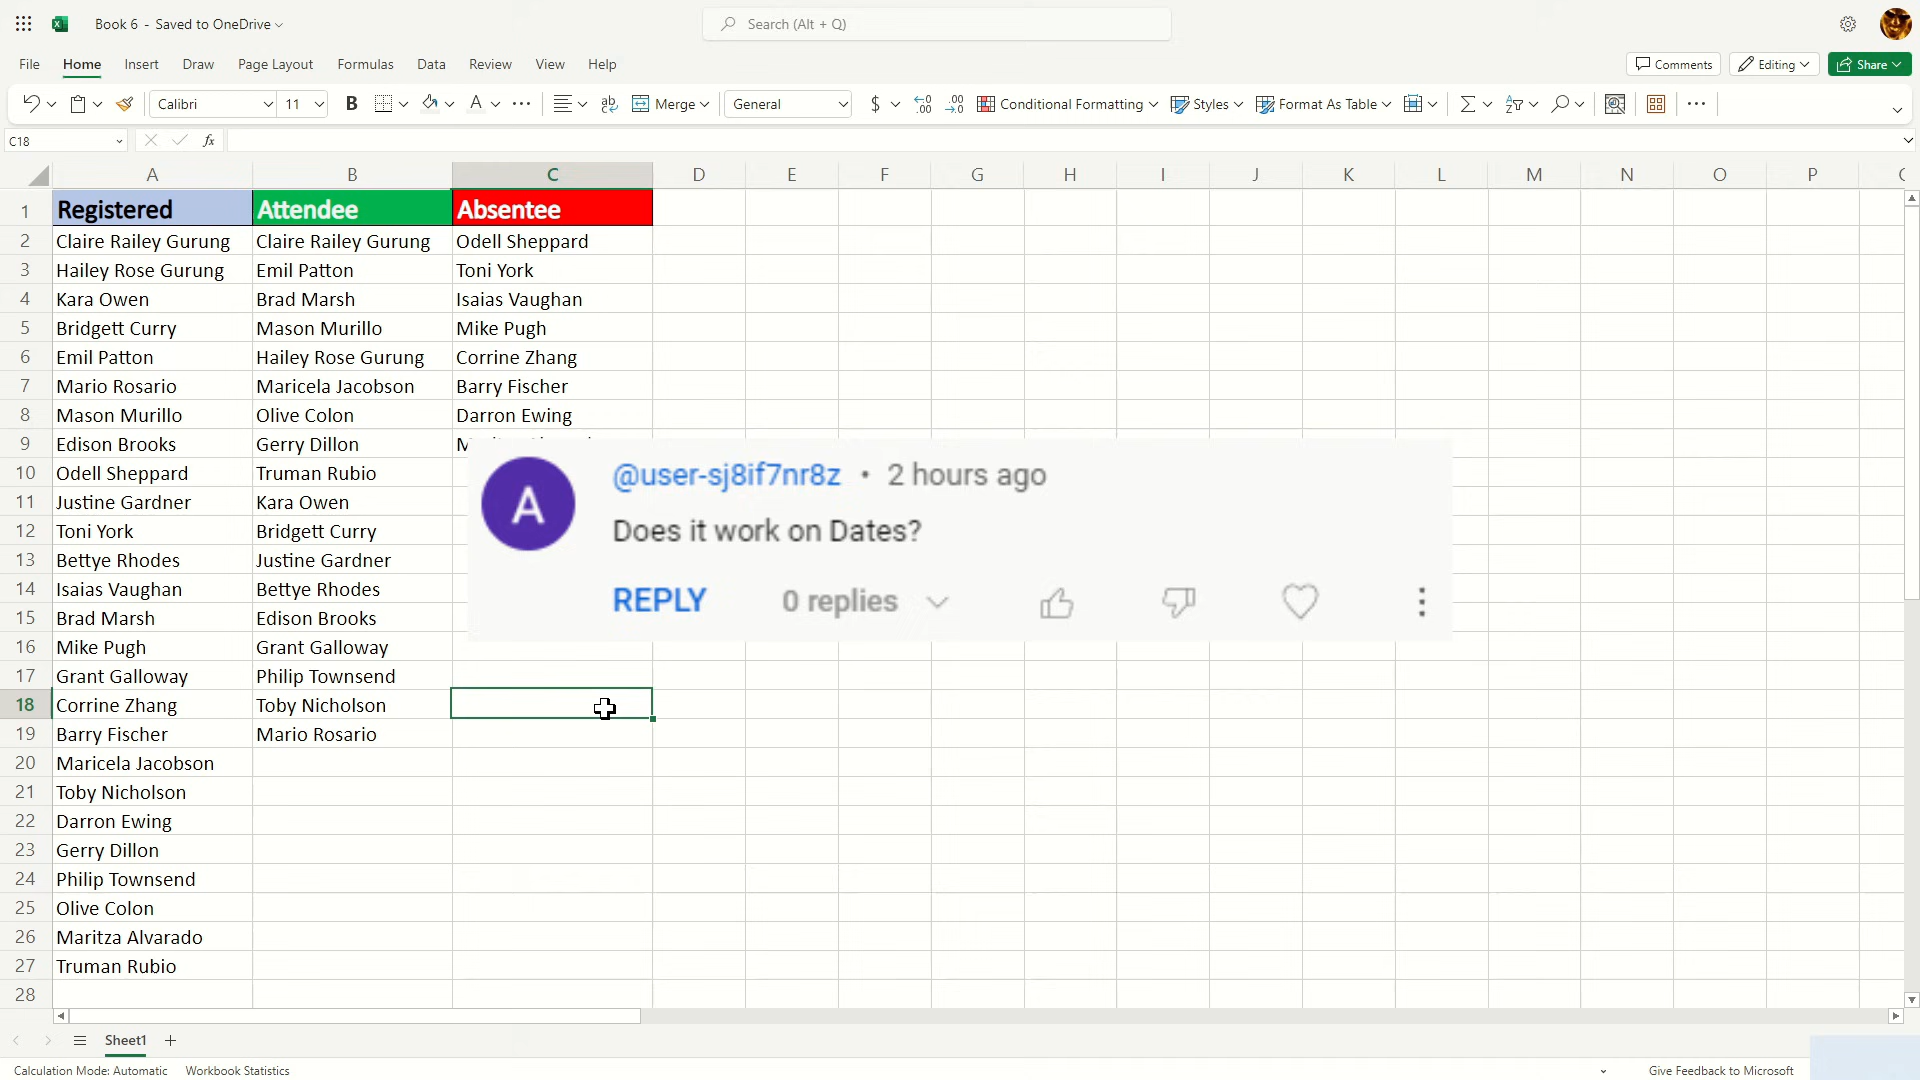 Book 6 - Saved to OneDrive
Search (Alt + Q)
File Home Insert Draw Page Layout Formulas Data Review View Help
Comments Editing Share
Calibri 11 B A Merge General $ Conditional Formatting Styles Format As Table
C18 fx
A B C D E F G H I J K L M N O P
1 Registered Attendee Absentee
2 Claire Railey Gurung Claire Railey Gurung Odell Sheppard
3 Hailey Rose Gurung Emil Patton Toni York
4 Kara Owen Brad Marsh Isaias Vaughan
5 Bridgett Curry Mason Murillo Mike Pugh
6 Emil Patton Hailey Rose Gurung Corrine Zhang
7 Mario Rosario Maricela Jacobson Barry Fischer
8 Mason Murillo Olive Colon Darron Ewing
9 Edison Brooks Gerry Dillon
10 Odell Sheppard Truman Rubio
11 Justine Gardner Kara Owen
12 Toni York Bridgett Curry
13 Bettye Rhodes Justine Gardner
14 Isaias Vaughan Bettye Rhodes
15 Brad Marsh Edison Brooks
16 Mike Pugh Grant Galloway
17 Grant Galloway Philip Townsend
18 Corrine Zhang Toby Nicholson
19 Barry Fischer Mario Rosario
20 Maricela Jacobson
21 Toby Nicholson
22 Darron Ewing
23 Gerry Dillon
24 Philip Townsend
25 Olive Colon
26 Maritza Alvarado
27 Truman Rubio
28
A
@user-sj8if7nr8z • 2 hours ago
Does it work on Dates?
REPLY 0 replies
Sheet1
Calculation Mode: Automatic Workbook Statistics Give Feedback to Microsoft